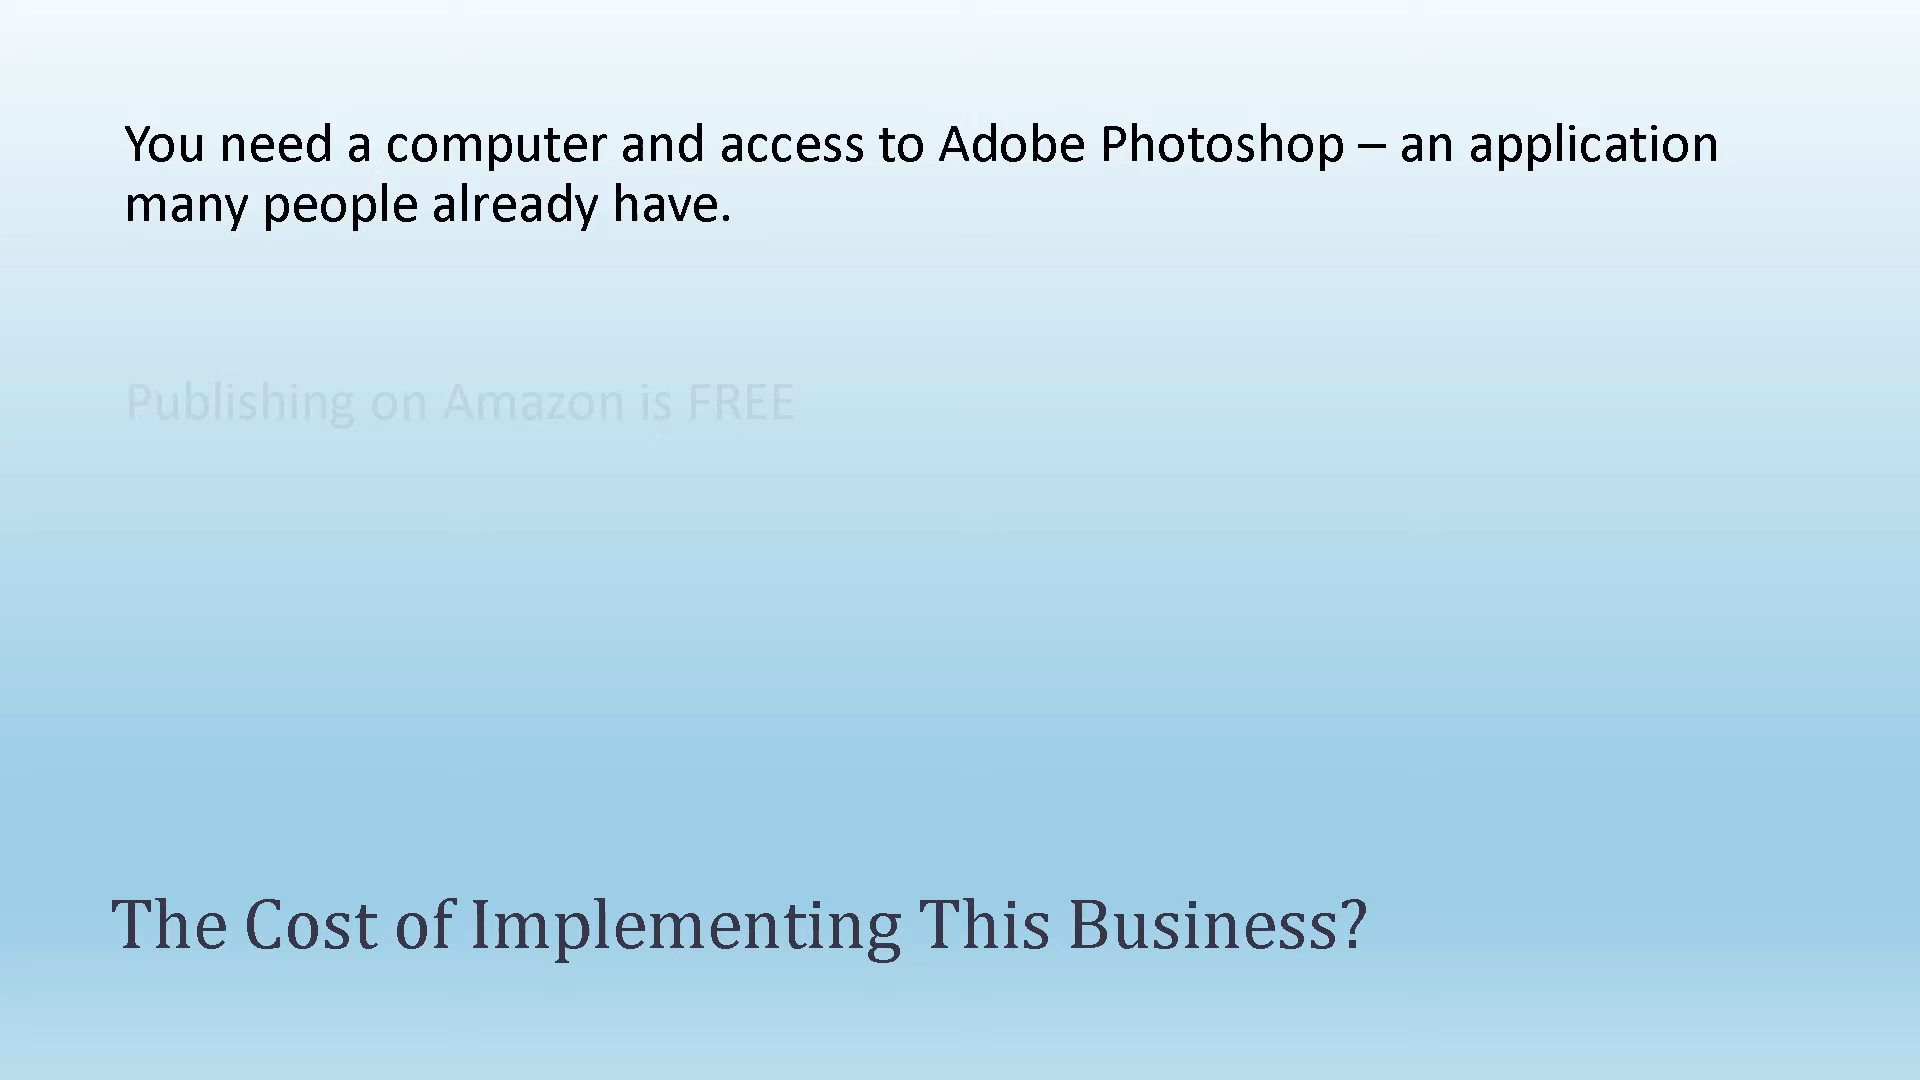 You need a computer and access to Adobe Photoshop – an application
many people already have.
Publishing on Amazon is FREE
The Cost of Implementing This Business?